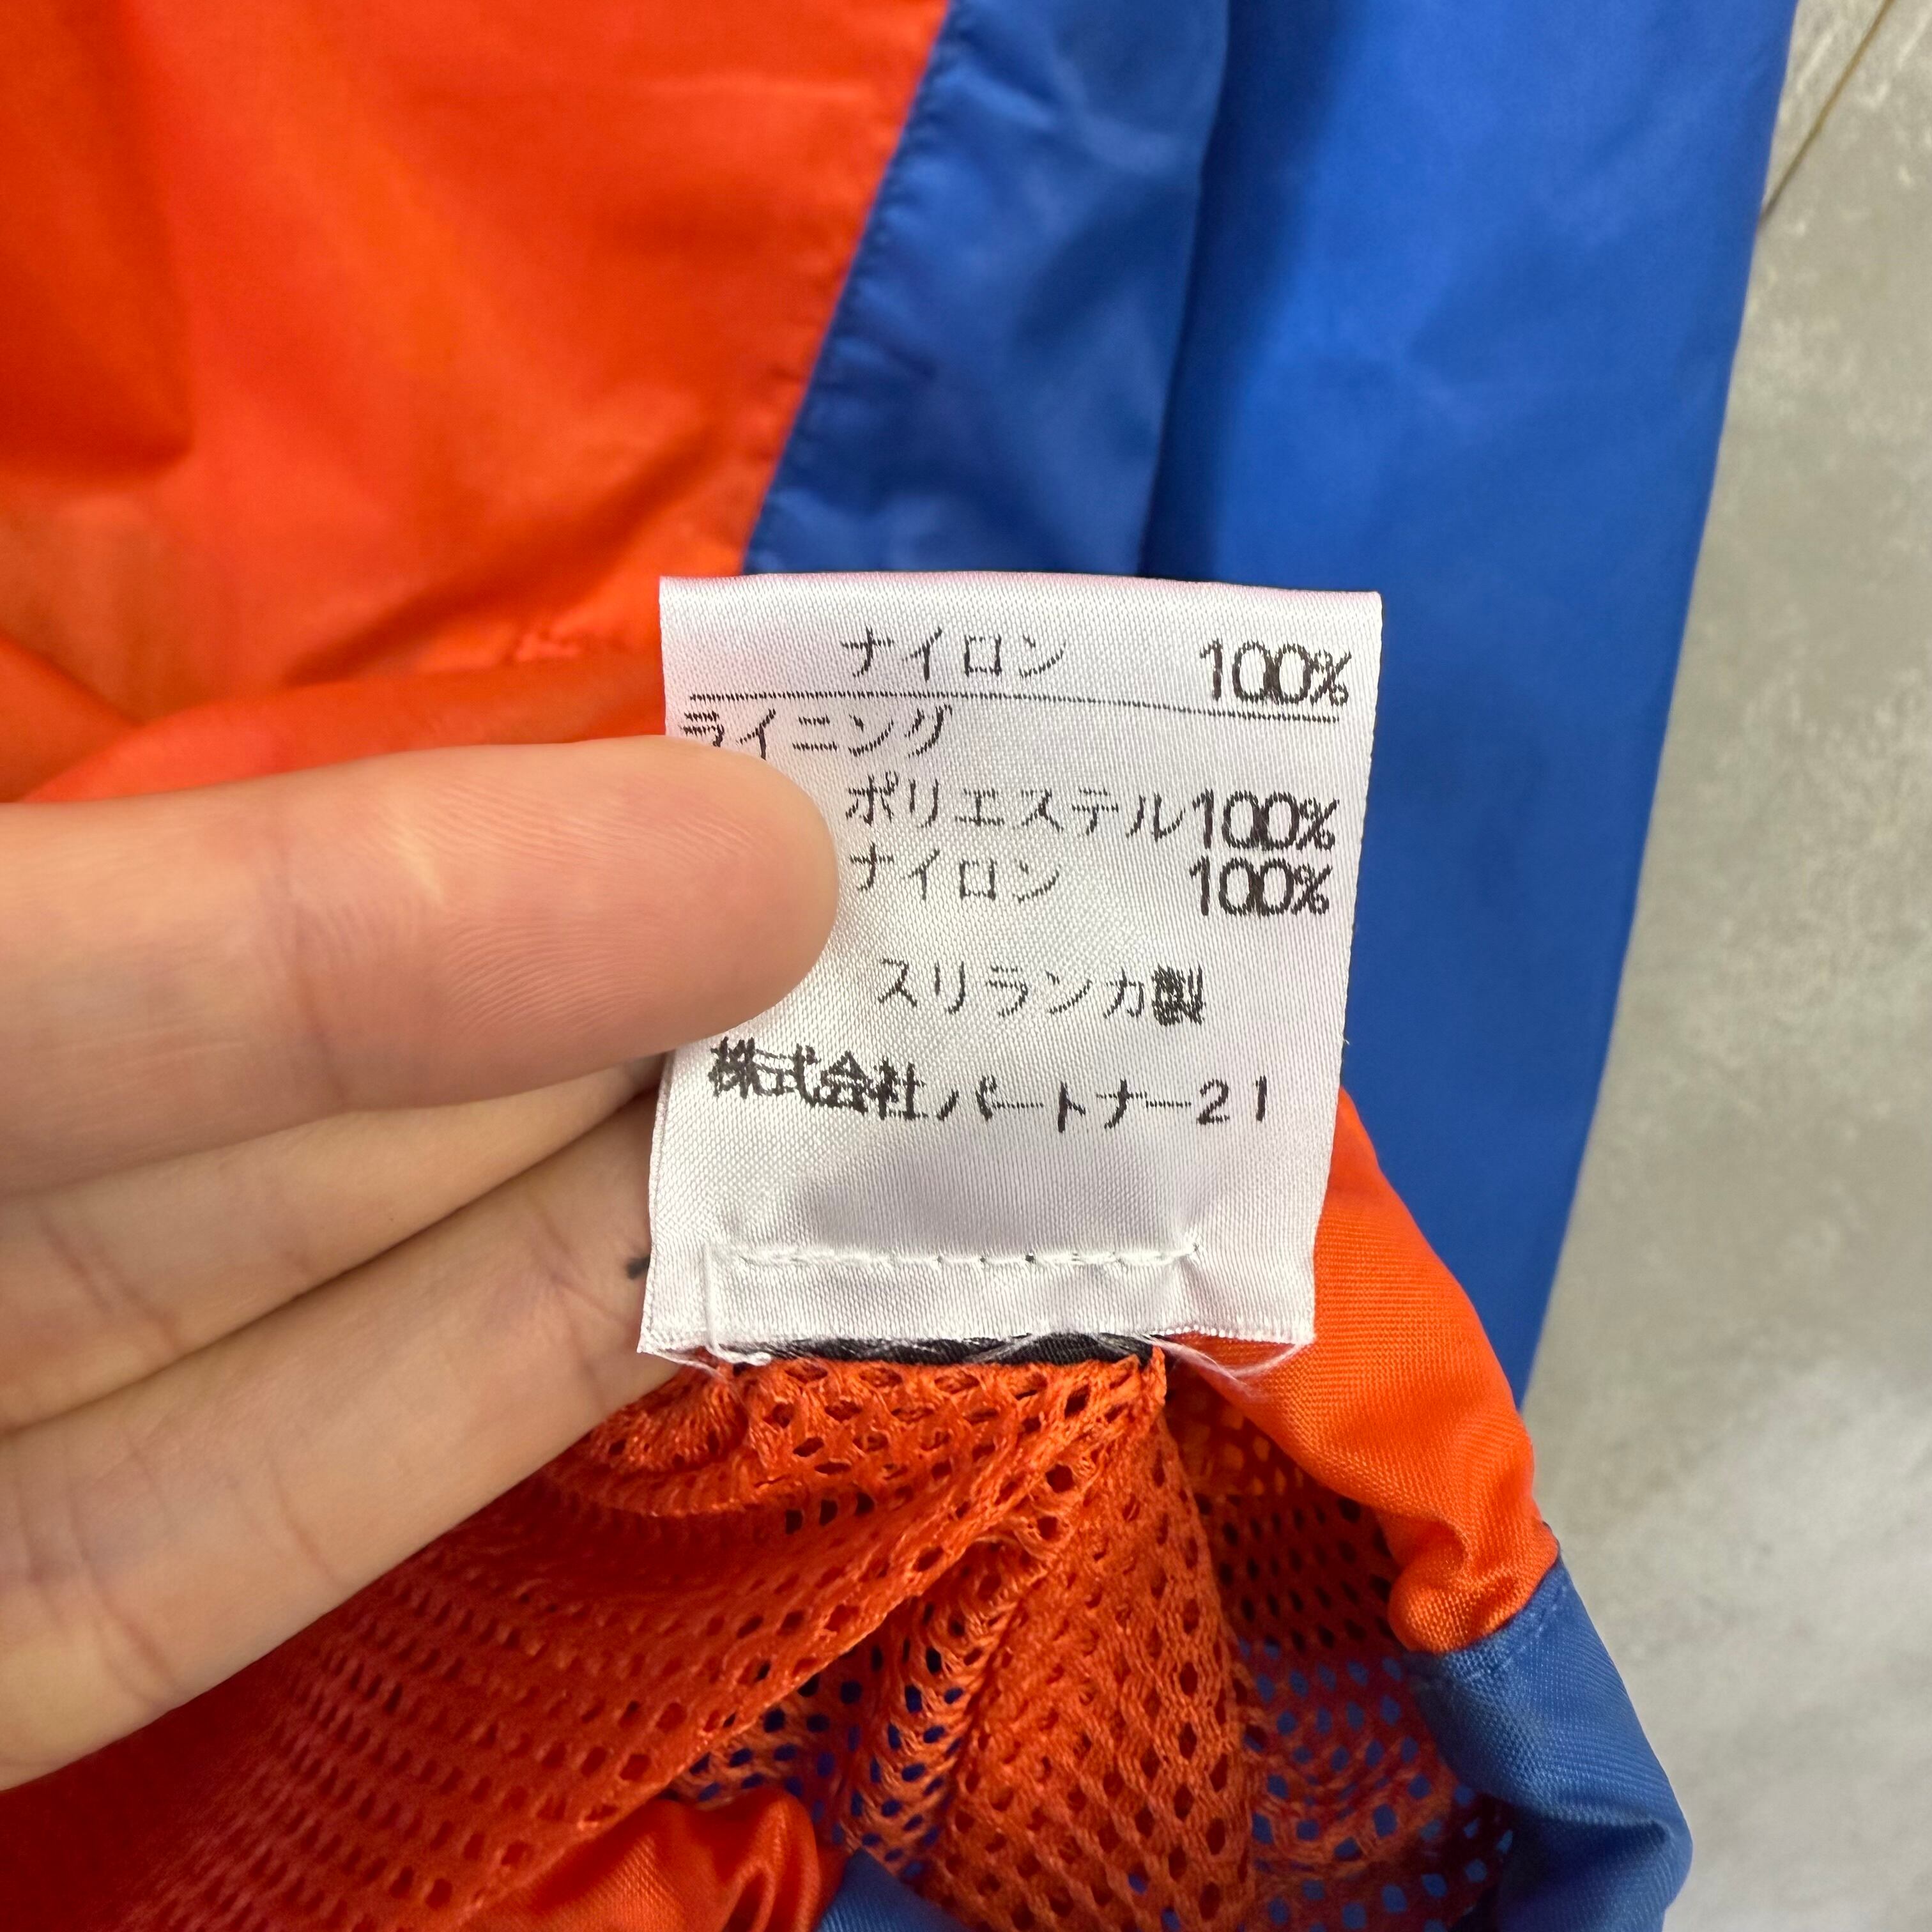 ナイロン 100%
ライニング
ポリエステル100%
ナイロン 100%
スリランカ製
株式会社パートナー21